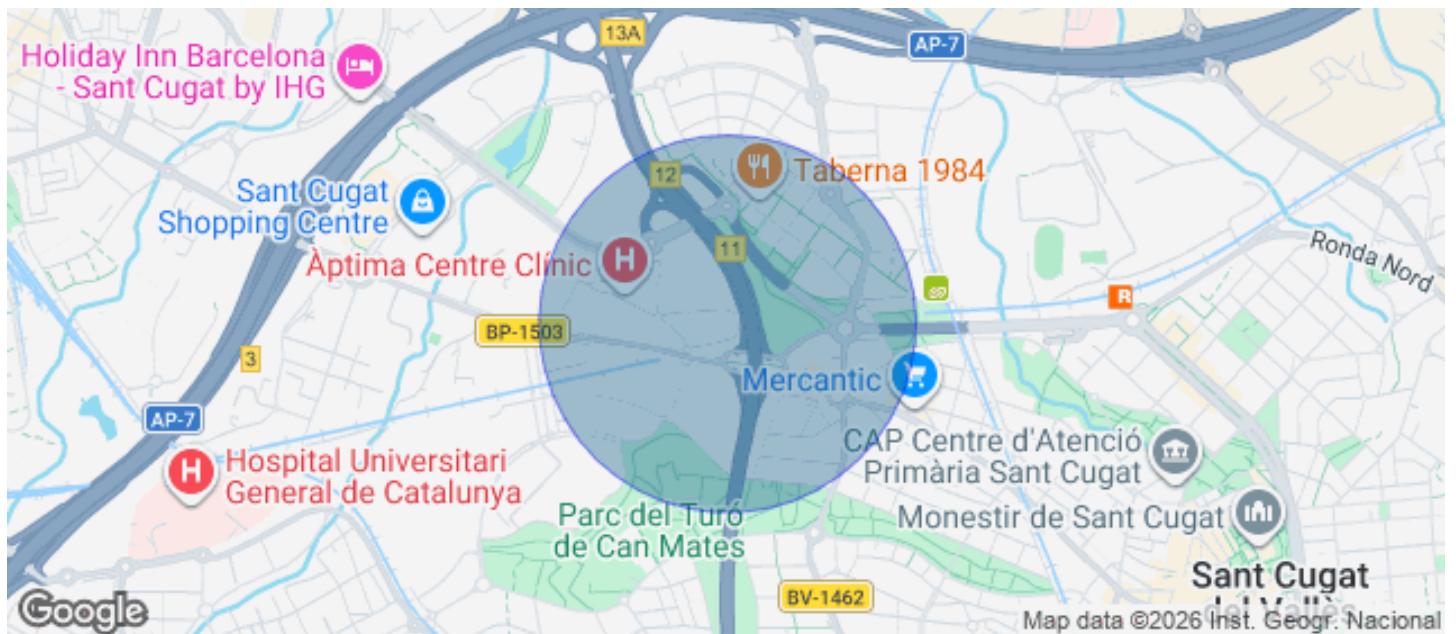 13A
AP-7
Holiday Inn Barcelona
- Sant Cugat by IHG
12
Taberna 1984
Sant Cugat
Shopping Centre
11
Ronda Nord
Àptima Centre Clínic
H
R
BP-1503
3
Mercantic
AP-7
CAP Centre d'Atenció
Primària Sant Cugat
H
Hospital Universitari
General de Catalunya
Parc del Turó
de Can Mates
Monestir de Sant Cugat
Sant Cugat
del Vallès
BV-1462
Google
Map data ©2026 Inst. Geogr. Nacional